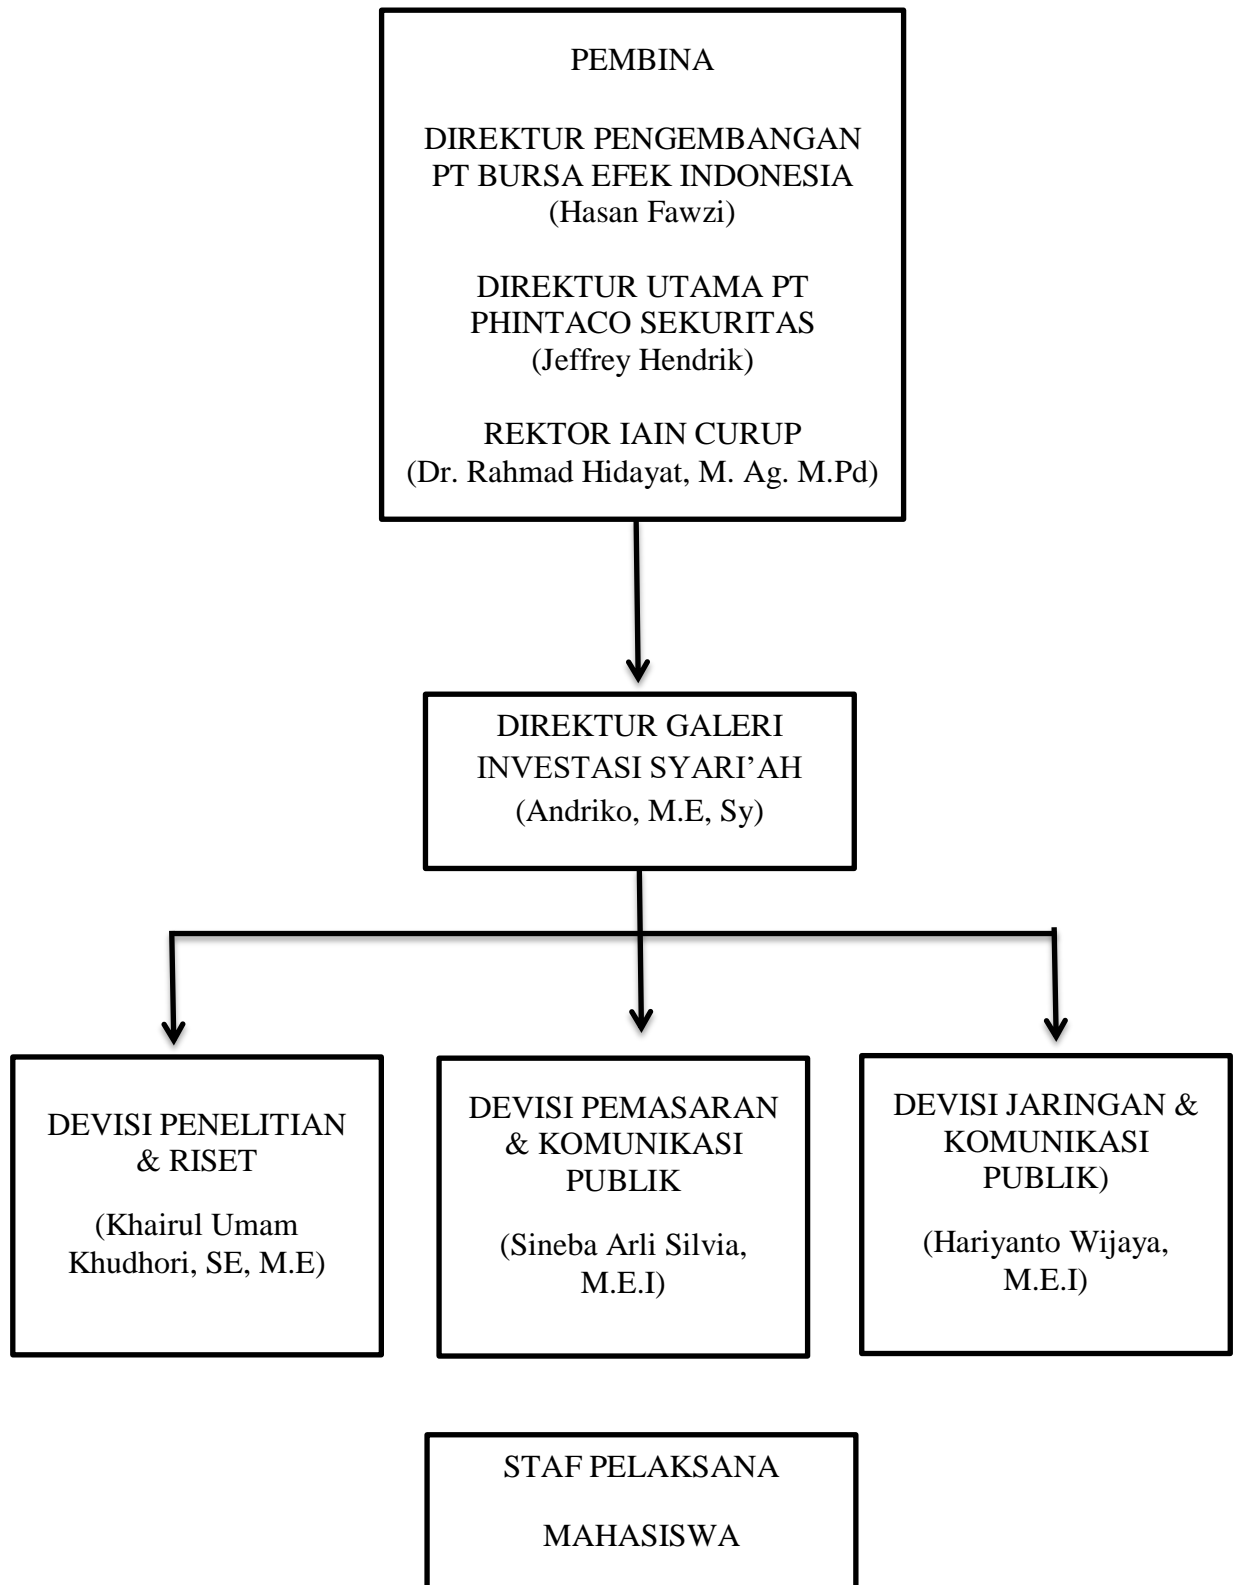 PEMBINA
DIREKTUR PENGEMBANGAN
PT BURSA EFEK INDONESIA
(Hasan Fawzi)
DIREKTUR UTAMA PT
PHINTACO SEKURITAS
(Jeffrey Hendrik)
REKTOR IAIN CURUP
(Dr. Rahmad Hidayat, M. Ag. M.Pd)
DIREKTUR GALERI
INVESTASI SYARI’AH
(Andriko, M.E, Sy)
DEVISI PENELITIAN
& RISET
(Khairul Umam
Khudhori, SE, M.E)
DEVISI PEMASARAN
& KOMUNIKASI
PUBLIK
(Sineba Arli Silvia,
M.E.I)
DEVISI JARINGAN &
KOMUNIKASI
PUBLIK)
(Hariyanto Wijaya,
M.E.I)
STAF PELAKSANA
MAHASISWA